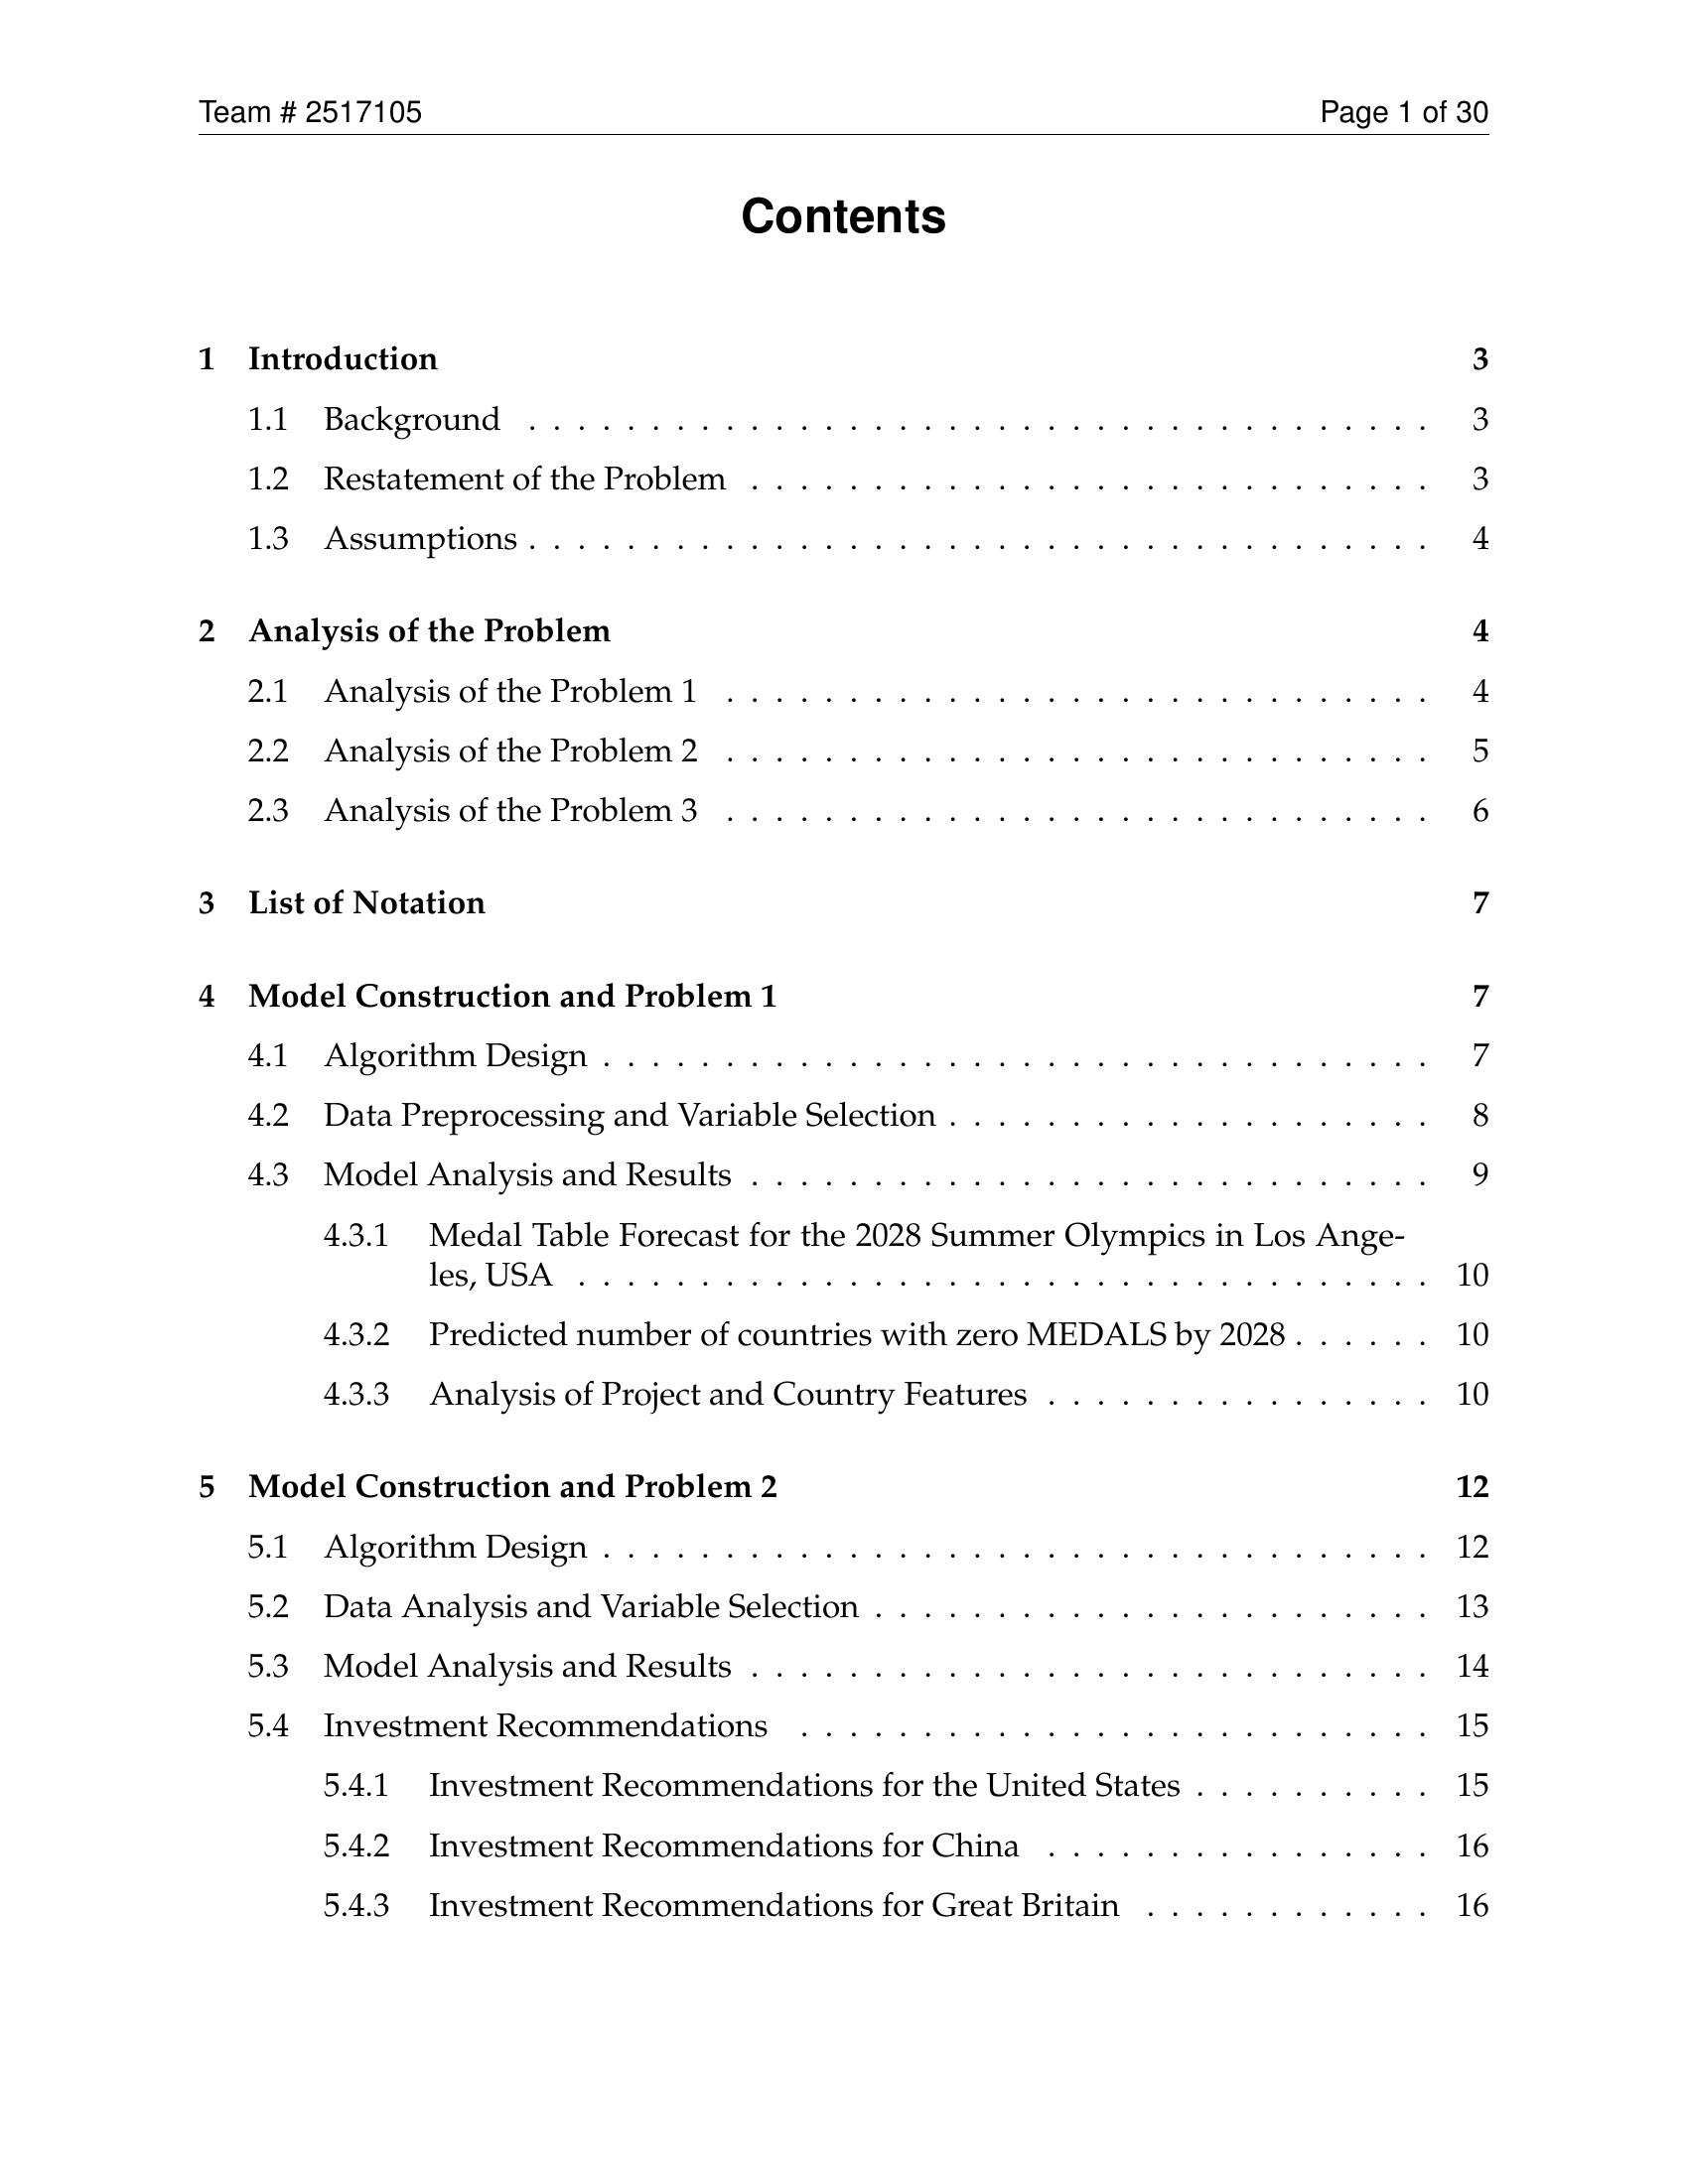 Team # 2517105 Page 1 of 30
Contents
1 Introduction 3
1.1 Background . . . . . . . . . . . . . . . . . . . . . . . . . . . . . . . . . . . . . 3
1.2 Restatement of the Problem . . . . . . . . . . . . . . . . . . . . . . . . . . . . 3
1.3 Assumptions . . . . . . . . . . . . . . . . . . . . . . . . . . . . . . . . . . . . . 4
2 Analysis of the Problem 4
2.1 Analysis of the Problem 1 . . . . . . . . . . . . . . . . . . . . . . . . . . . . . 4
2.2 Analysis of the Problem 2 . . . . . . . . . . . . . . . . . . . . . . . . . . . . . 5
2.3 Analysis of the Problem 3 . . . . . . . . . . . . . . . . . . . . . . . . . . . . . 6
3 List of Notation 7
4 Model Construction and Problem 1 7
4.1 Algorithm Design . . . . . . . . . . . . . . . . . . . . . . . . . . . . . . . . . . 7
4.2 Data Preprocessing and Variable Selection . . . . . . . . . . . . . . . . . . . . 8
4.3 Model Analysis and Results . . . . . . . . . . . . . . . . . . . . . . . . . . . . 9
4.3.1 Medal Table Forecast for the 2028 Summer Olympics in Los Ange-
les, USA . . . . . . . . . . . . . . . . . . . . . . . . . . . . . . . . . . . 10
4.3.2 Predicted number of countries with zero MEDALS by 2028 . . . . . . 10
4.3.3 Analysis of Project and Country Features . . . . . . . . . . . . . . . . 10
5 Model Construction and Problem 2 12
5.1 Algorithm Design . . . . . . . . . . . . . . . . . . . . . . . . . . . . . . . . . . 12
5.2 Data Analysis and Variable Selection . . . . . . . . . . . . . . . . . . . . . . . 13
5.3 Model Analysis and Results . . . . . . . . . . . . . . . . . . . . . . . . . . . . 14
5.4 Investment Recommendations . . . . . . . . . . . . . . . . . . . . . . . . . . 15
5.4.1 Investment Recommendations for the United States . . . . . . . . . . 15
5.4.2 Investment Recommendations for China . . . . . . . . . . . . . . . . 16
5.4.3 Investment Recommendations for Great Britain . . . . . . . . . . . . 16